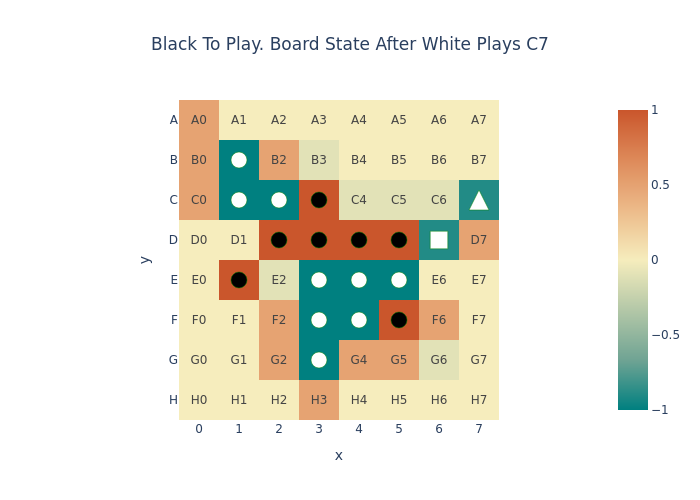 Black To Play. Board State After White Plays C7
A A0 A1 A2 A3 A4 A5 A6 A7
B B0 B2 B3 B4 B5 B6 B7
C C0 C4 C5 C6
D D0 D1 D7
E E0 E2 E6 E7
F F0 F1 F2 F6 F7
G G0 G1 G2 G4 G5 G6 G7
H H0 H1 H2 H3 H4 H5 H6 H7
0 1 2 3 4 5 6 7
x
y
1
0.5
0
−0.5
−1